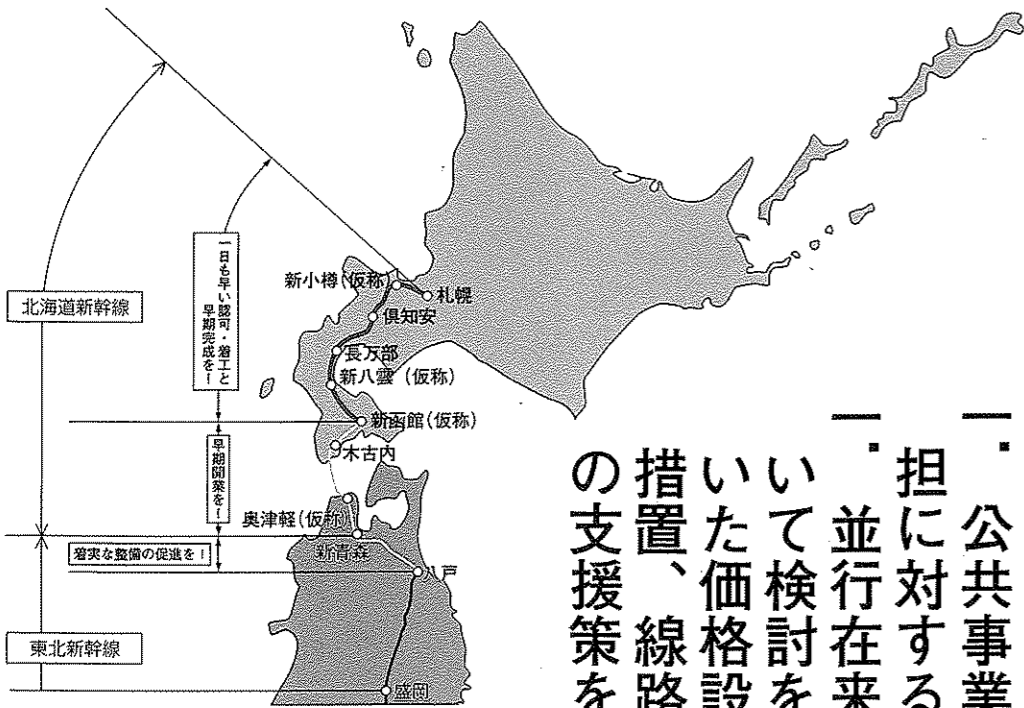 一．公共事業
担に対する
一．並行在来
いて検討を
いた価格設
措置、線路
の支援策を
北海道新幹線
一日も早い認可・着工と
早期完成を！
早期開業を！
着実な整備の促進を！
東北新幹線
新小樽(仮称)
札幌
倶知安
長万部
新八雲（仮称）
新函館(仮称)
木古内
奥津軽(仮称)
新青森
八戸
盛岡